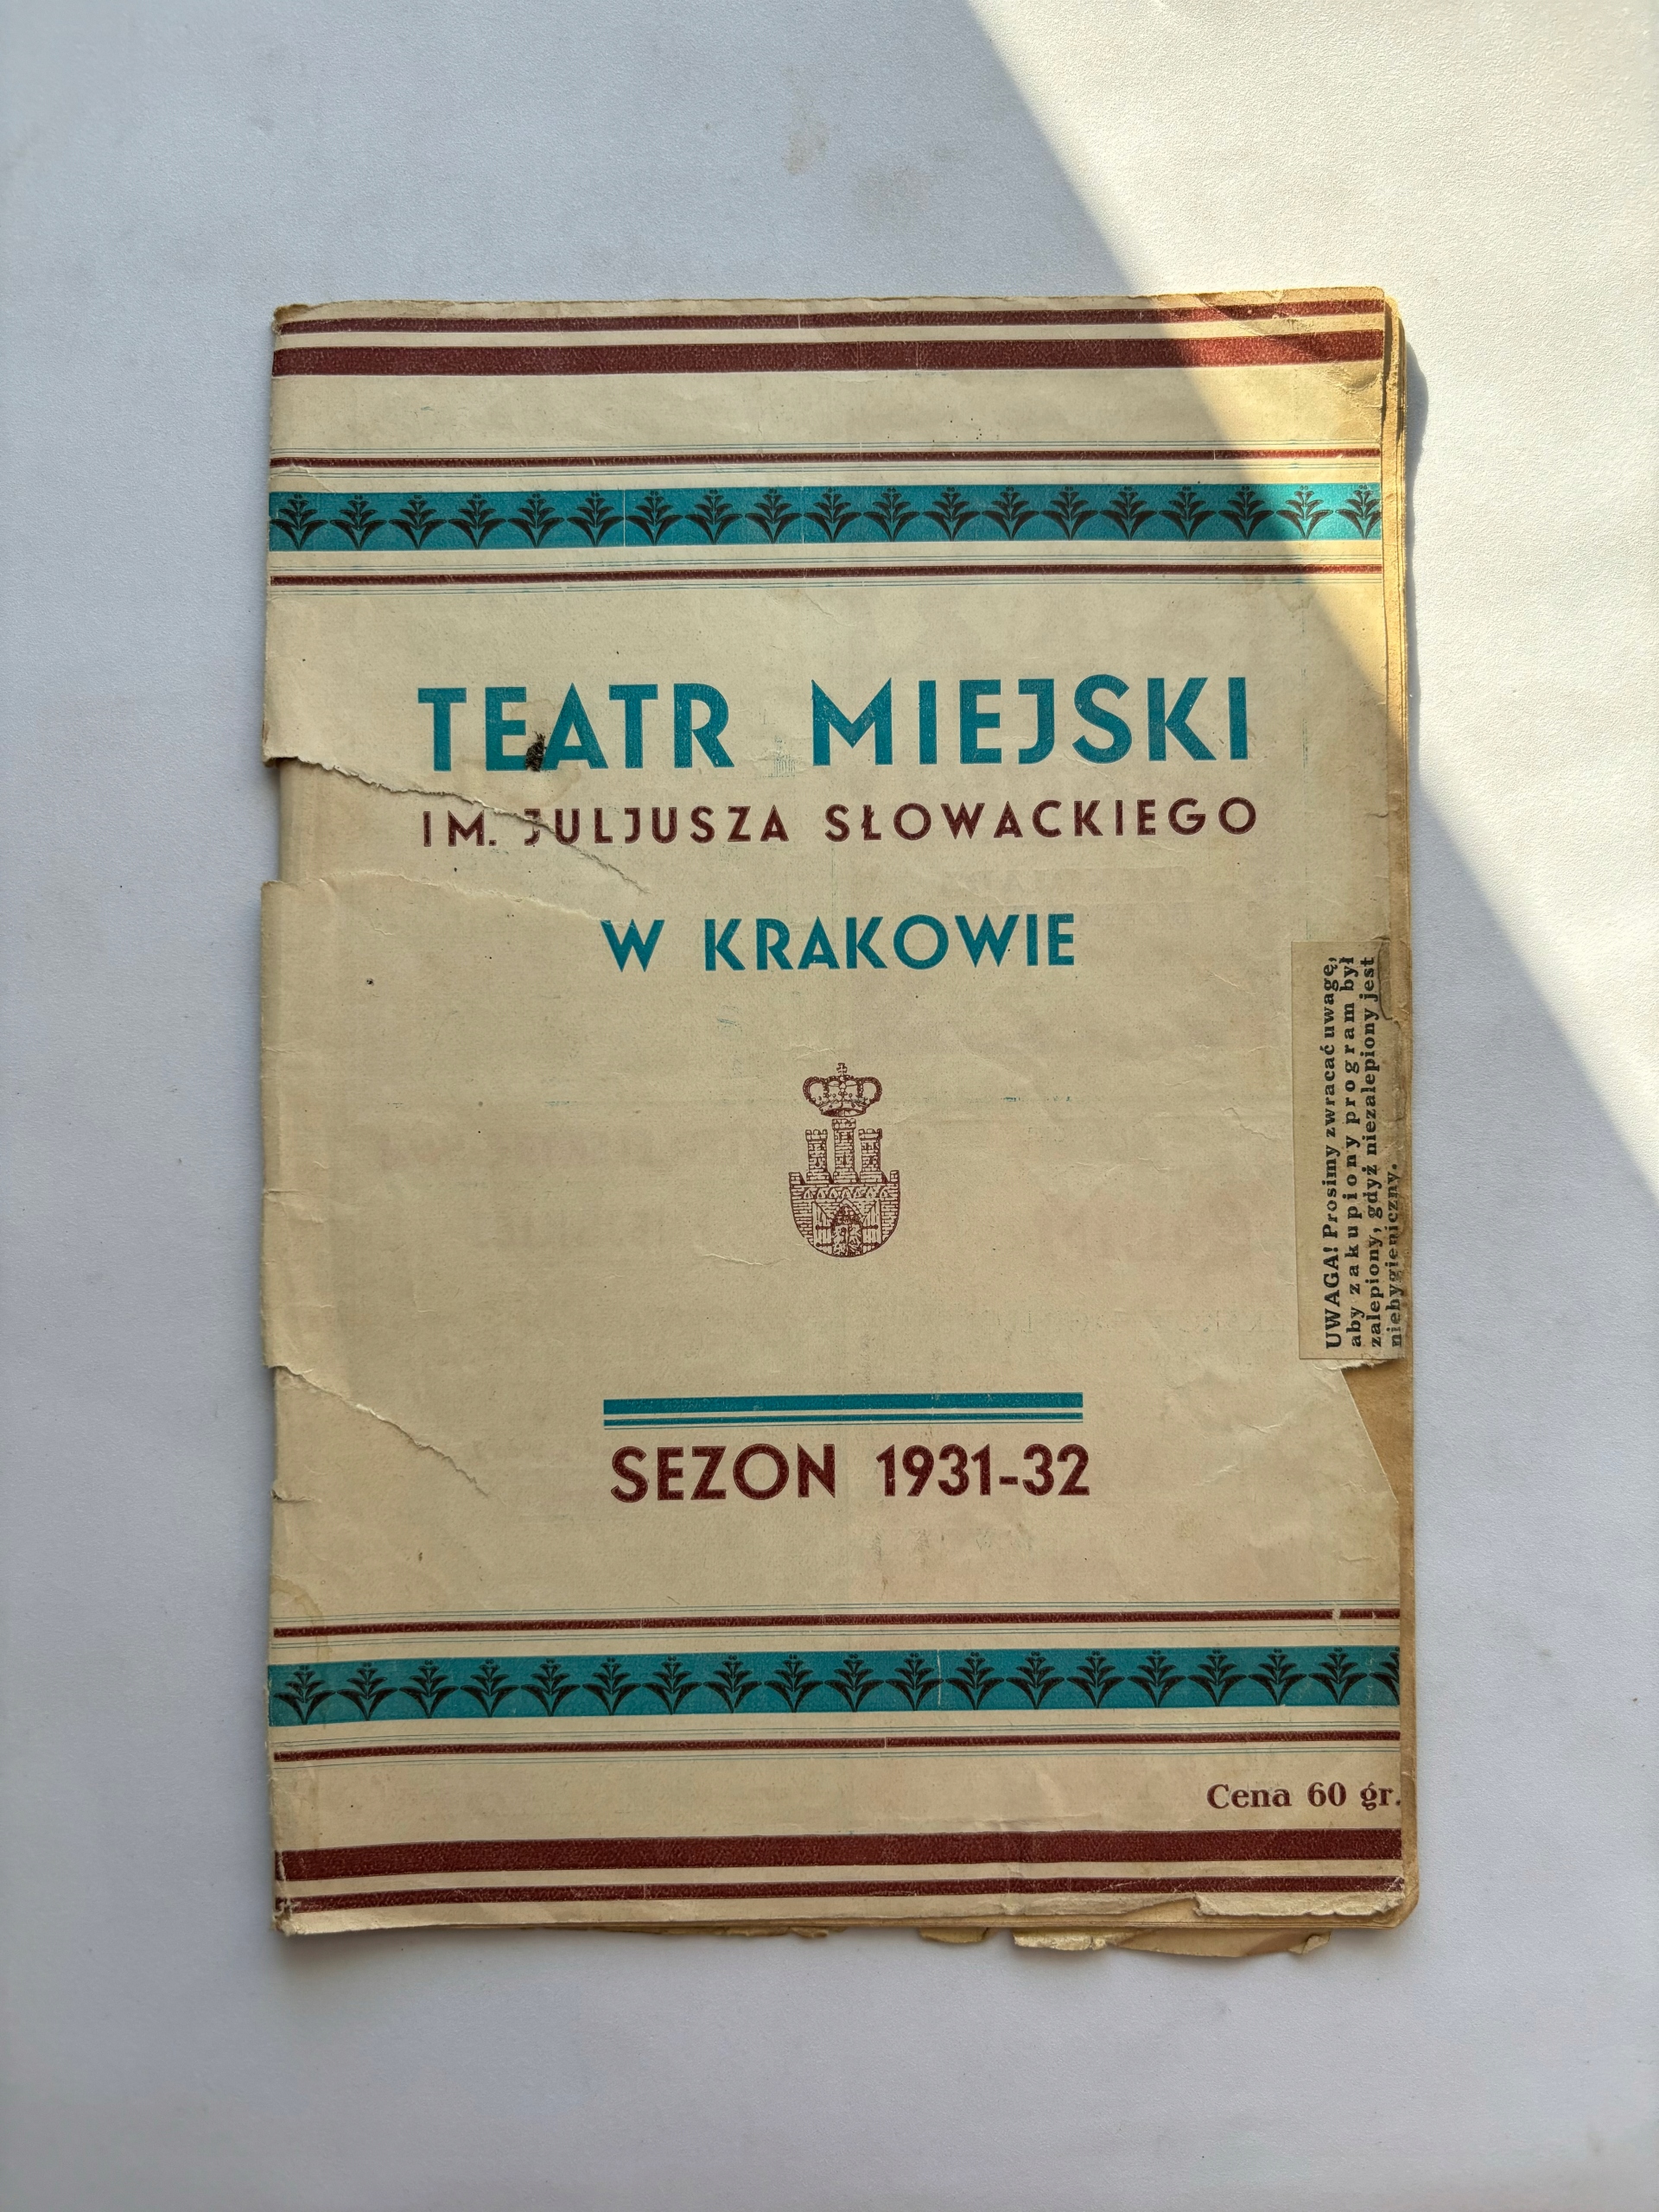 TEATR MIEJSKI
IM. JULJUSZA SŁOWACKIEGO
W KRAKOWIE
UWAGA! Prosimy zwracać uwagę,
aby zakupiony program był
zalepiony, gdyż niezalepiony jest
niehygieniczny.
SEZON 1931-32
Cena 60 gr.